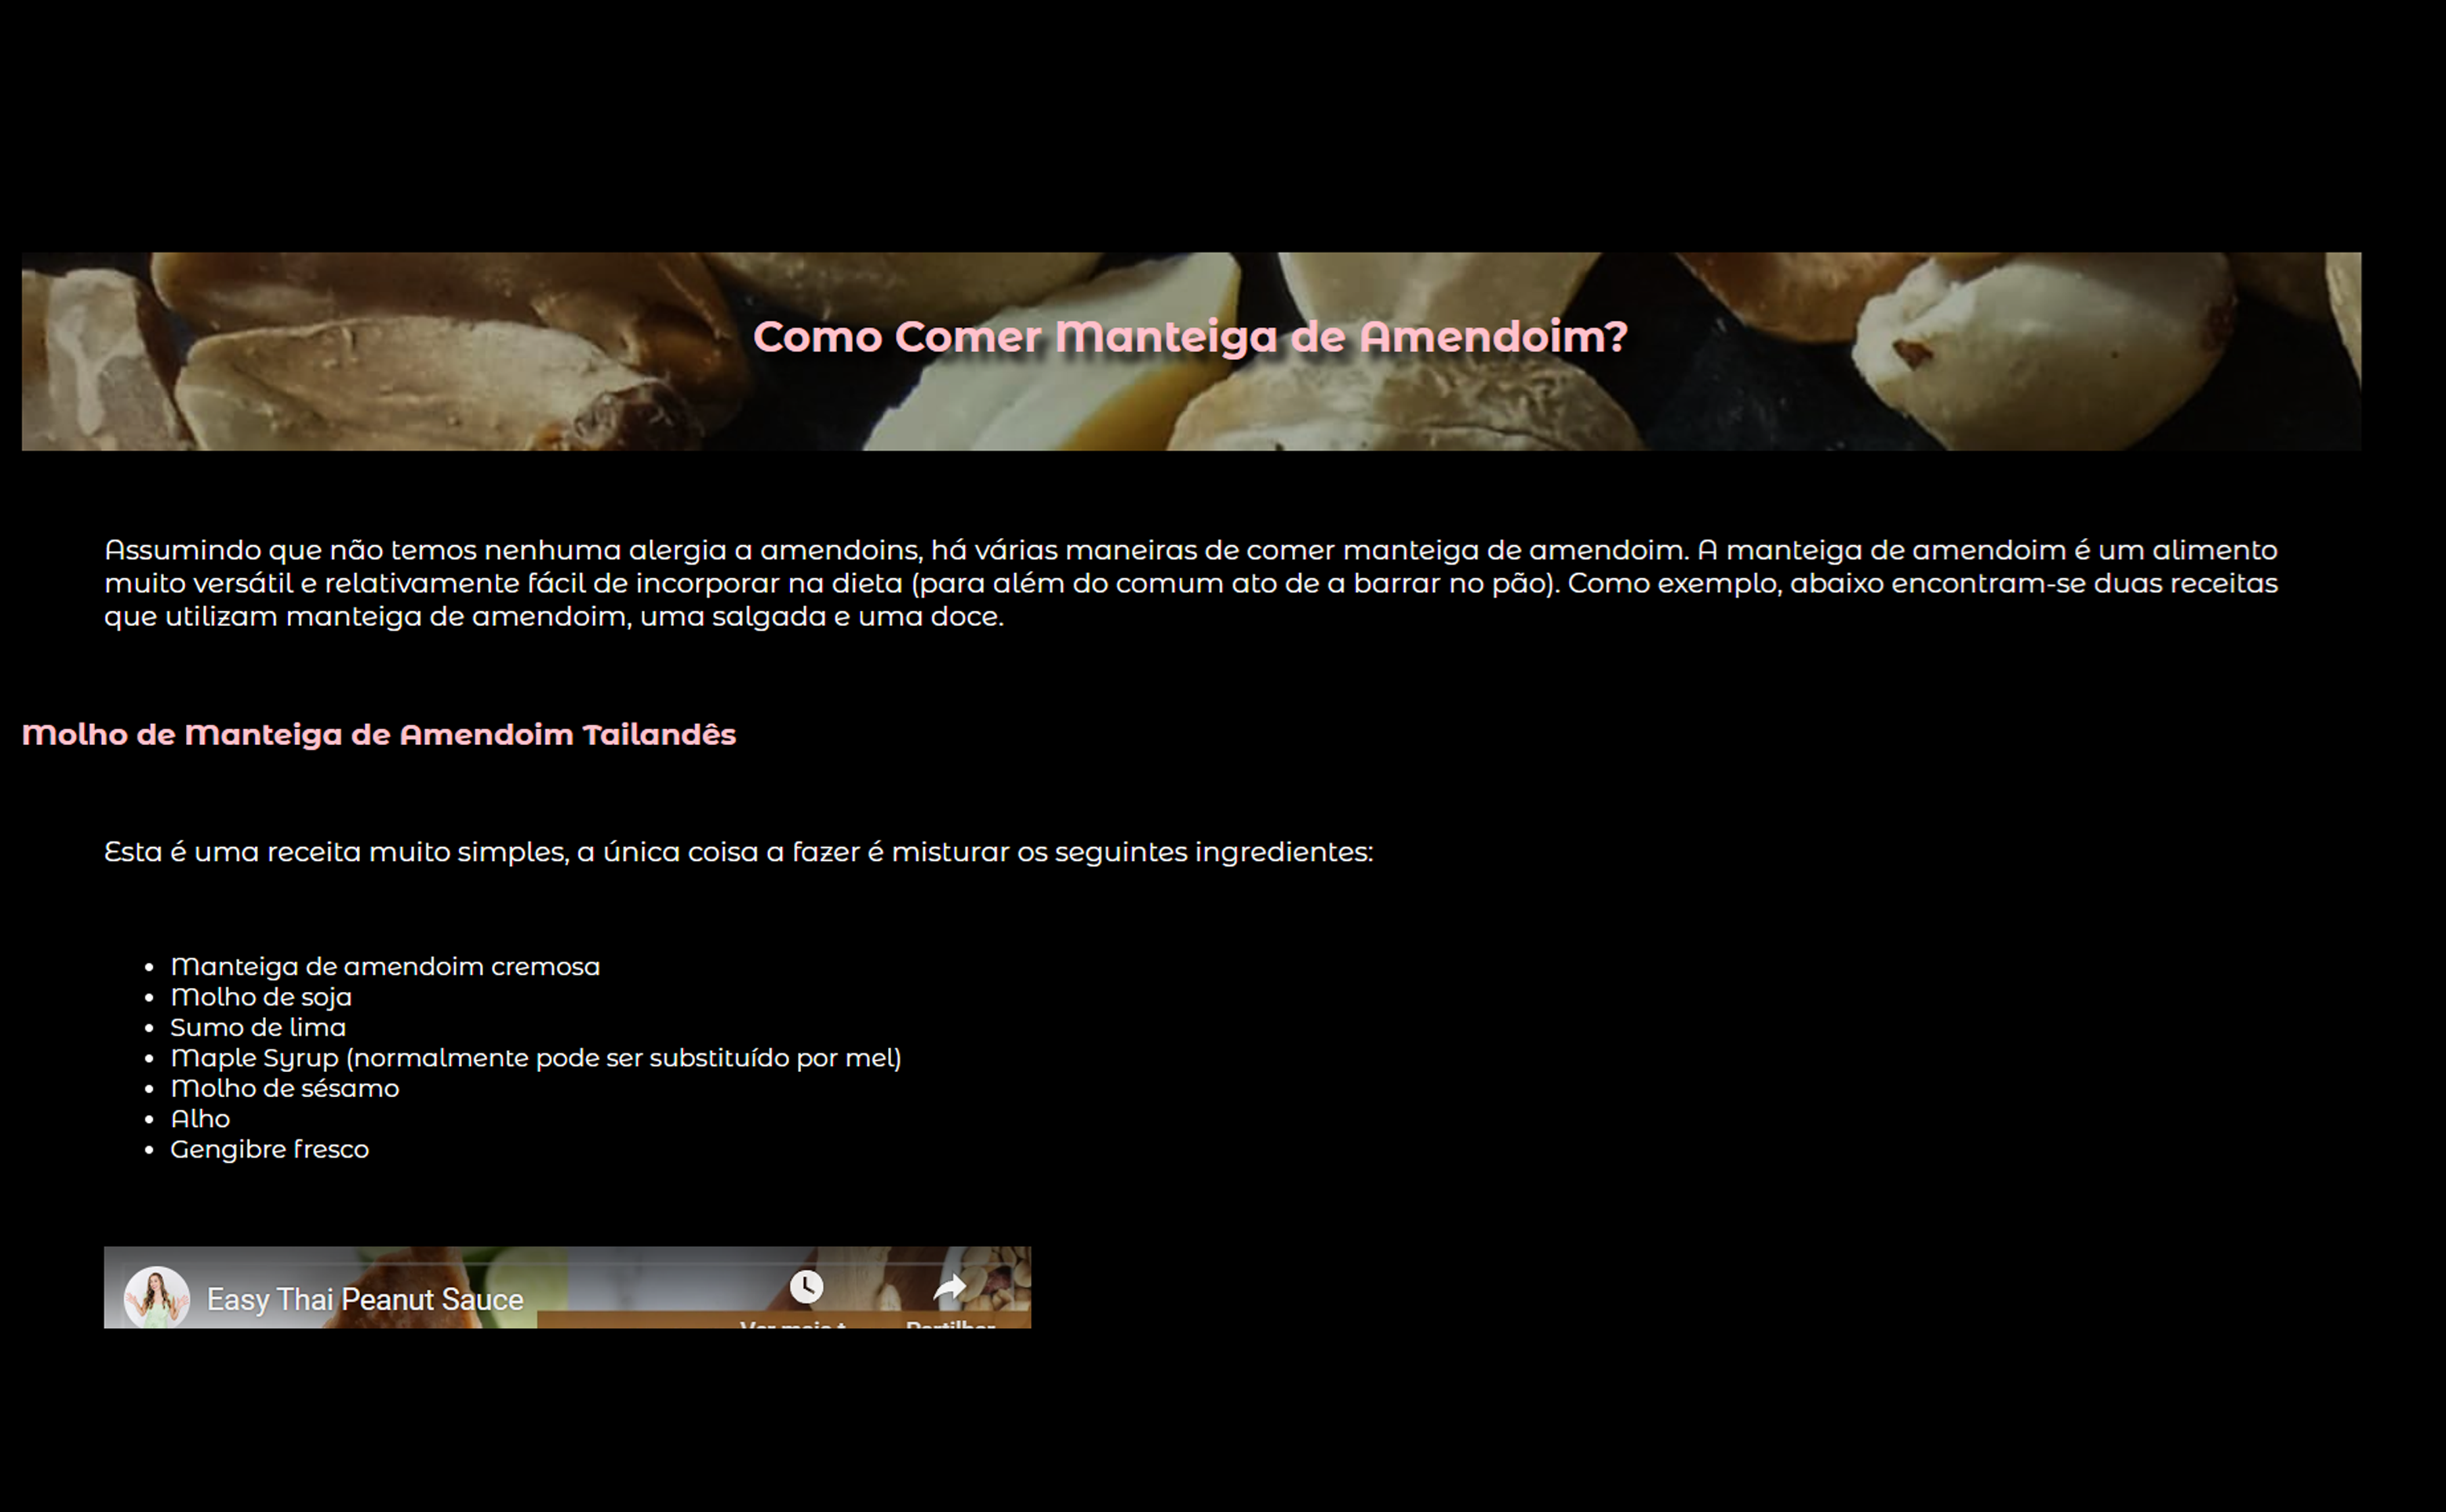 Como Comer Manteiga de Amendoim?
Assumindo que não temos nenhuma alergia a amendoins, há várias maneiras de comer manteiga de amendoim. A manteiga de amendoim é um alimento
muito versátil e relativamente fácil de incorporar na dieta (para além do comum ato de a barrar no pão). Como exemplo, abaixo encontram-se duas receitas
que utilizam manteiga de amendoim, uma salgada e uma doce.
Molho de Manteiga de Amendoim Tailandês
Esta é uma receita muito simples, a única coisa a fazer é misturar os seguintes ingredientes:
• Manteiga de amendoim cremosa
• Molho de soja
• Sumo de lima
• Maple Syrup (normalmente pode ser substituído por mel)
• Molho de sésamo
• Alho
• Gengibre fresco
Easy Thai Peanut Sauce